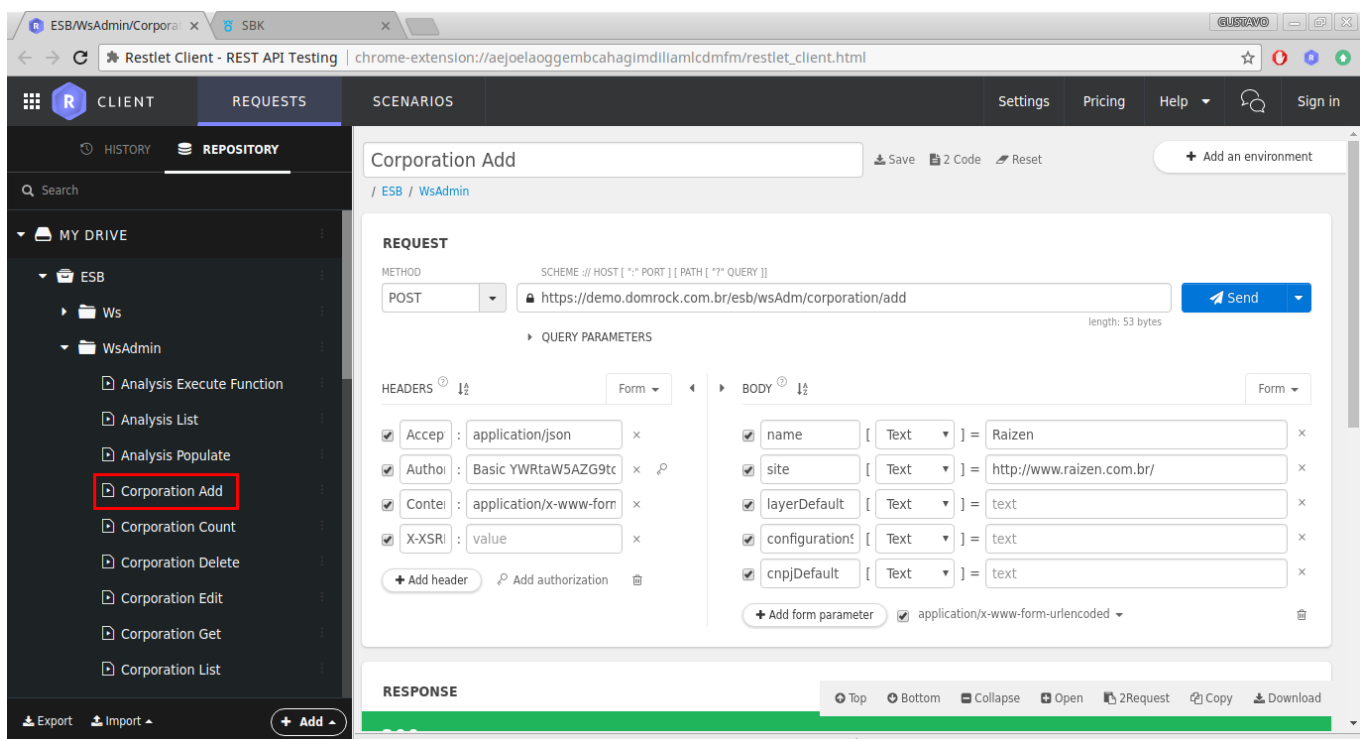 ESB/WsAdmin/Corporat
SBK
GUSTAVO
Restlet Client - REST API Testing
chrome-extension://aejoelaoggembcahagimdiliamlcdmfm/restlet_client.html
R CLIENT
REQUESTS
SCENARIOS
Settings
Pricing
Help
Sign in
HISTORY
REPOSITORY
Search
MY DRIVE
ESB
Ws
WsAdmin
Analysis Execute Function
Analysis List
Analysis Populate
Corporation Add
Corporation Count
Corporation Delete
Corporation Edit
Corporation Get
Corporation List
Export
Import
+ Add
Corporation Add
Save
2 Code
Reset
+ Add an environment
/ ESB / WsAdmin
REQUEST
METHOD
SCHEME :// HOST [ ":" PORT ] [ PATH [ "?" QUERY ]]
POST
https://demo.domrock.com.br/esb/wsAdm/corporation/add
Send
length: 53 bytes
QUERY PARAMETERS
HEADERS
Form
Accep : application/json ×
Author : Basic YWRtaW5AZG9tc ×
Conter : application/x-www-form ×
X-XSRI : value ×
+ Add header
Add authorization
BODY
Form
name [ Text ] = Raizen ×
site [ Text ] = http://www.raizen.com.br/ ×
layerDefault [ Text ] = text ×
configurationS [ Text ] = text ×
cnpjDefault [ Text ] = text ×
+ Add form parameter
application/x-www-form-urlencoded
RESPONSE
Top
Bottom
Collapse
Open
2Request
Copy
Download